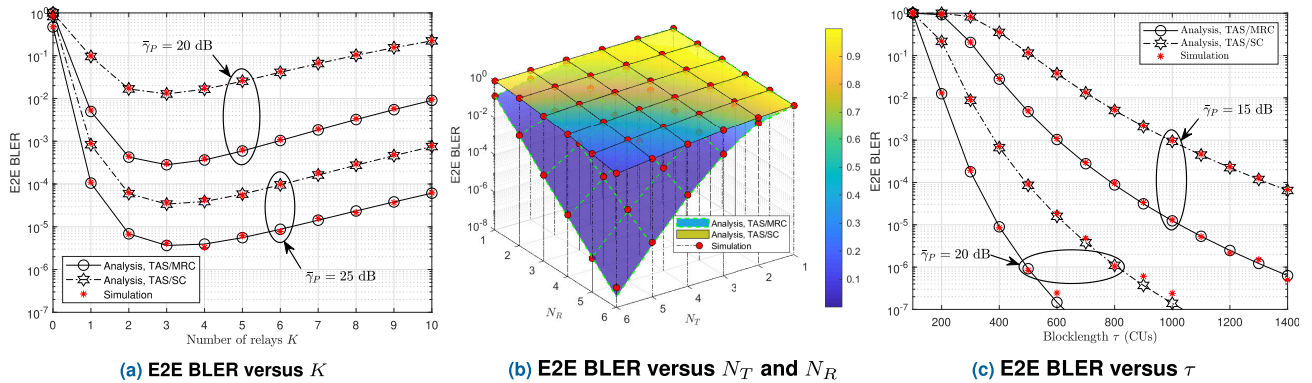 10^0
10^-1
10^-2
10^-3
10^-4
10^-5
10^-6
10^-7
E2E BLER
0 1 2 3 4 5 6 7 8 9 10
Number of relays K
γ̄_P = 20 dB
γ̄_P = 25 dB
Analysis, TAS/MRC
Analysis, TAS/SC
Simulation
(a) E2E BLER versus K
10^0
10^-2
10^-4
10^-6
10^-8
E2E BLER
1 2 3 4 5 6
N_R
6 5 4 3 2 1
N_T
Analysis, TAS/MRC
Analysis, TAS/SC
Simulation
0.9
0.8
0.7
0.6
0.5
0.4
0.3
0.2
0.1
(b) E2E BLER versus N_T and N_R
10^0
10^-1
10^-2
10^-3
10^-4
10^-5
10^-6
10^-7
E2E BLER
200 400 600 800 1000 1200 1400
Blocklength τ (CUs)
Analysis, TAS/MRC
Analysis, TAS/SC
Simulation
γ̄_P = 15 dB
γ̄_P = 20 dB
(c) E2E BLER versus τ